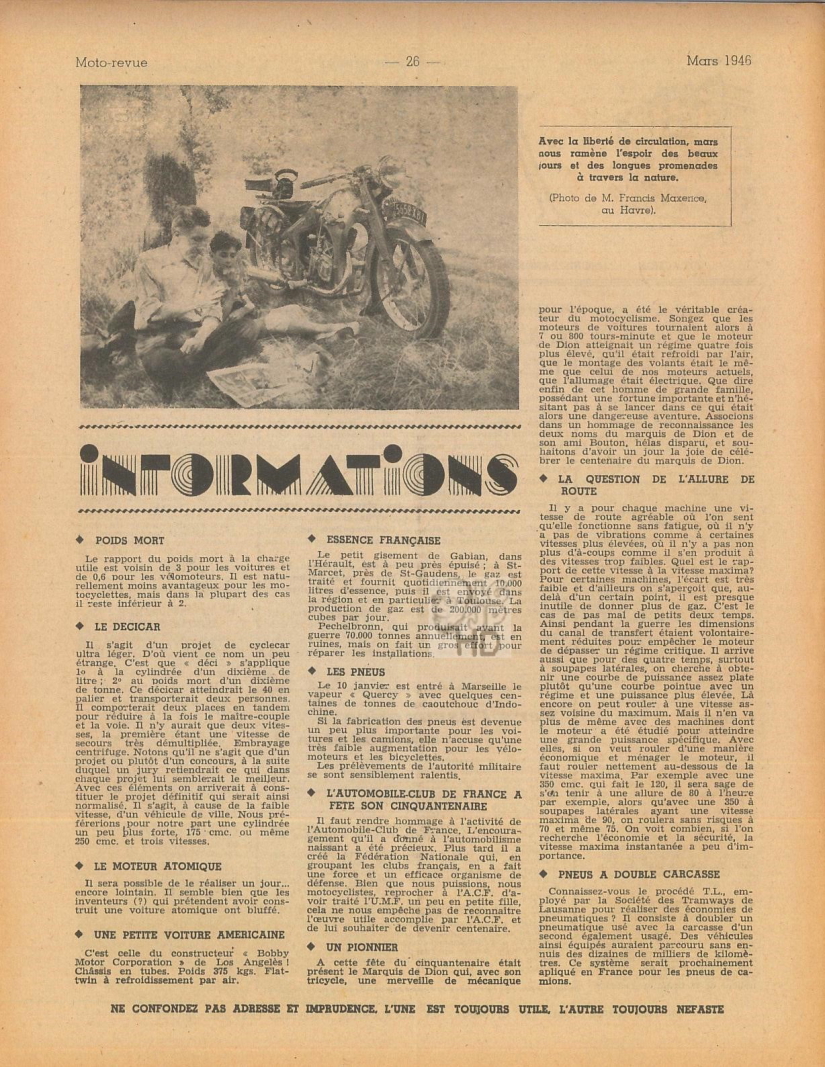 Moto-revue
— 26 —
Mars 1946
Avec la liberté de circulation, mars
nous ramène l'espoir des beaux
jours et des longues promenades
à travers la nature.
(Photo de M. Francis Maxence,
au Havre).
INFORMATIONS
◆ POIDS MORT
Le rapport du poids mort à la charge
utile est voisin de 3 pour les voitures et
de 0,6 pour les vélomoteurs. Il est natu-
rellement moins avantageux pour les mo-
tocyclettes, mais dans la plupart des cas
il reste inférieur à 2.
◆ LE DECICAR
Il s'agit d'un projet de cyclecar
ultra léger. D'où vient ce nom un peu
étrange. C'est que « déci » s'applique
1o à la cylindrée d'un dixième de
litre ; 2o au poids mort d'un dixième
de tonne. Ce décicar atteindrait le 40 en
palier et transporterait deux personnes.
Il comporterait deux places en tandem
pour réduire à la fois le maître-couple
et la voie. Il n'y aurait que deux vites-
ses, la première étant une vitesse de
secours très démultipliée. Embrayage
centrifuge. Notons qu'il ne s'agit que d'un
projet ou plutôt d'un concours, à la suite
duquel un jury retiendrait ce qui dans
chaque projet lui semblerait le meilleur.
Avec ces éléments on arriverait à cons-
tituer le projet définitif qui serait ainsi
normalisé. Il s'agit, à cause de la faible
vitesse, d'un véhicule de ville. Nous pré-
férerions pour notre part une cylindrée
un peu plus forte, 175 cmc. ou même
250 cmc. et trois vitesses.
◆ LE MOTEUR ATOMIQUE
Il sera possible de le réaliser un jour...
encore lointain. Il semble bien que les
inventeurs (?) qui prétendent avoir cons-
truit une voiture atomique ont bluffé.
◆ UNE PETITE VOITURE AMERICAINE
C'est celle du constructeur « Bobby
Motor Corporation » de Los Angelès !
Châssis en tubes. Poids 375 kgs. Flat-
twin à refroidissement par air.
◆ ESSENCE FRANÇAISE
Le petit gisement de Gabian, dans
l'Hérault, est à peu près épuisé ; à St-
Marcet, près de St-Gaudens, le gaz est
traité et fournit quotidiennement 10.000
litres d'essence, puis il est envoyé dans
la région et en particulier à Toulouse. La
production de gaz est de 200.000 mètres
cubes par jour.
Pechelbronn, qui produisait avant la
guerre 70.000 tonnes annuellement est en
ruines, mais on fait un gros effort pour
réparer les installations.
◆ LES PNEUS
Le 10 janvier est entré à Marseille le
vapeur « Quercy » avec quelques cen-
taines de tonnes de caoutchouc d'Indo-
chine.
Si la fabrication des pneus est devenue
un peu plus importante pour les voi-
tures et les camions, elle n'accuse qu'une
très faible augmentation pour les vélo-
moteurs et les bicyclettes.
Les prélèvements de l'autorité militaire
se sont sensiblement ralentis.
◆ L'AUTOMOBILE-CLUB DE FRANCE A
FETE SON CINQUANTENAIRE
Il faut rendre hommage à l'activité de
l'Automobile-Club de France. L'encoura-
gement qu'il a donné à l'automobilisme
naissant a été précieux. Plus tard il a
créé la Fédération Nationale qui, en
groupant les clubs français, en a fait
une force et un efficace organisme de
défense. Bien que nous puissions, nous
motocyclistes, reprocher à l'A.C.F. d'a-
voir traité l'U.M.F. un peu en petite fille,
cela ne nous empêche pas de reconnaître
l'œuvre utile accomplie par l'A.C.F. et
de lui souhaiter de devenir centenaire.
◆ UN PIONNIER
A cette fête du cinquantenaire était
présent le Marquis de Dion qui, avec son
tricycle, une merveille de mécanique
pour l'époque, a été le véritable créa-
teur du motocyclisme. Songez que les
moteurs de voitures tournaient alors à
7 ou 800 tours-minute et que le moteur
de Dion atteignait un régime quatre fois
plus élevé, qu'il était refroidi par l'air,
que le montage des volants était le mê-
me que celui de nos moteurs actuels,
que l'allumage était électrique. Que dire
enfin de cet homme de grande famille,
possédant une fortune importante et n'hé-
sitant pas à se lancer dans ce qui était
alors une dangereuse aventure. Associons
dans un hommage de reconnaissance les
deux noms du marquis de Dion et de
son ami Bouton, hélas disparu, et sou-
haitons d'avoir un jour la joie de célé-
brer le centenaire du marquis de Dion.
◆ LA QUESTION DE L'ALLURE DE
ROUTE
Il y a pour chaque machine une vi-
tesse de route agréable où l'on sent
qu'elle fonctionne sans fatigue, où il n'y
a pas de vibrations comme à certaines
vitesses plus élevées, où il n'y a pas non
plus d'à-coups comme il s'en produit à
des vitesses trop faibles. Quel est le rap-
port de cette vitesse à la vitesse maxima?
Pour certaines machines, l'écart est très
faible et d'ailleurs on s'aperçoit que, au-
delà d'un certain point, il est presque
inutile de donner plus de gaz. C'est le
cas de pas mal de petits deux temps.
Ainsi pendant la guerre les dimensions
du canal de transfert étaient volontaire-
ment réduites pour empêcher le moteur
de dépasser un régime critique. Il arrive
aussi que pour de quatre temps, surtout
à soupapes latérales, on cherche à obte-
nir une courbe de puissance assez plate
plutôt qu'une courbe pointue avec un
régime et une puissance plus élevée. Là
encore on peut rouler à une vitesse as-
sez voisine du maximum. Mais il n'en va
plus de même avec des machines dont
le moteur a été étudié pour atteindre
une grande puissance spécifique. Avec
elles, si on veut rouler d'une manière
économique et ménager le moteur, il
faut rouler nettement au-dessous de la
vitesse maxima. Par exemple avec une
350 cmc. qui fait le 120, il sera sage de
s'en tenir à une allure de 80 à l'heure
par exemple, alors qu'avec une 350 à
soupapes latérales ayant une vitesse
maxima de 90, on roulera sans risques à
70 et même 75. On voit combien, si l'on
recherche l'économie et la sécurité, la
vitesse maxima instantanée a peu d'im-
portance.
◆ PNEUS A DOUBLE CARCASSE
Connaissez-vous le procédé T.L., em-
ployé par la Société des Tramways de
Lausanne pour réaliser des économies de
pneumatiques ? Il consiste à doubler un
pneumatique usé avec la carcasse d'un
second également usagé. Des véhicules
ainsi équipés auraient parcouru sans en-
nuis des dizaines de milliers de kilomè-
tres. Ce système serait prochainement
apliqué en France pour les pneus de ca-
mions.
NE CONFONDEZ PAS ADRESSE ET IMPRUDENCE, L'UNE EST TOUJOURS UTILE, L'AUTRE TOUJOURS NEFASTE